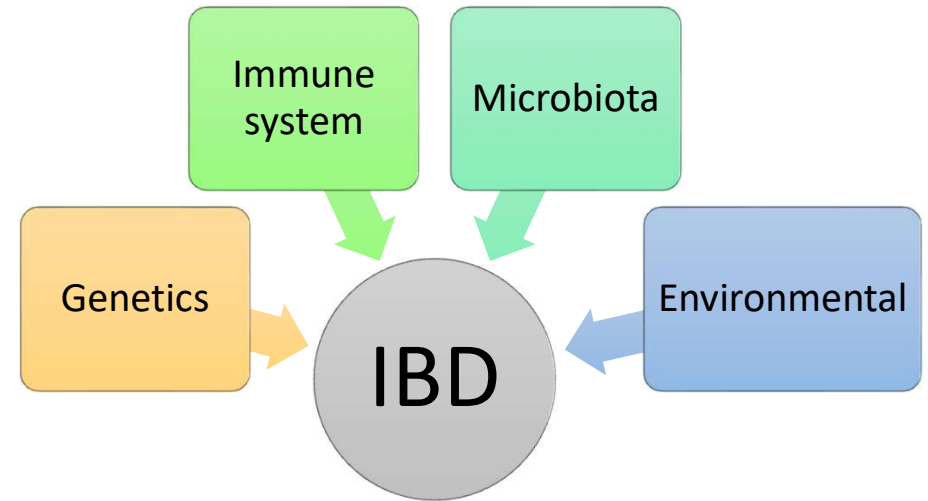 Immune
system
Microbiota
Genetics
Environmental
IBD